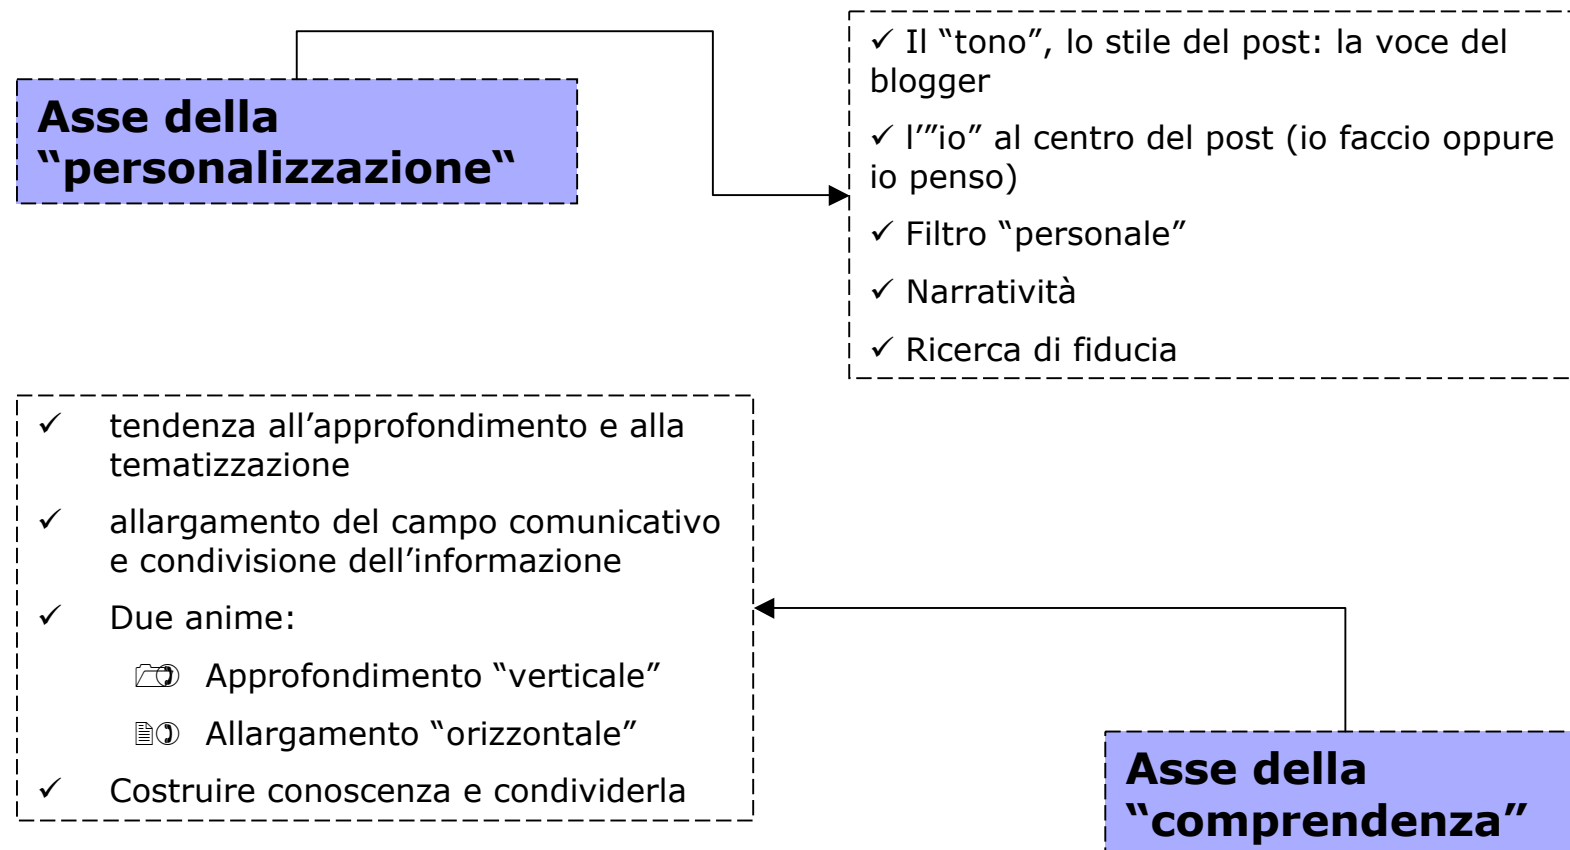 Asse della
“personalizzazione“
✓ Il “tono”, lo stile del post: la voce del
blogger
✓ l’”io” al centro del post (io faccio oppure
io penso)
✓ Filtro “personale”
✓ Narratività
✓ Ricerca di fiducia
✓ tendenza all’approfondimento e alla
tematizzazione
✓ allargamento del campo comunicativo
e condivisione dell’informazione
✓ Due anime:
Approfondimento “verticale”
Allargamento “orizzontale”
✓ Costruire conoscenza e condividerla
Asse della
“comprendenza”